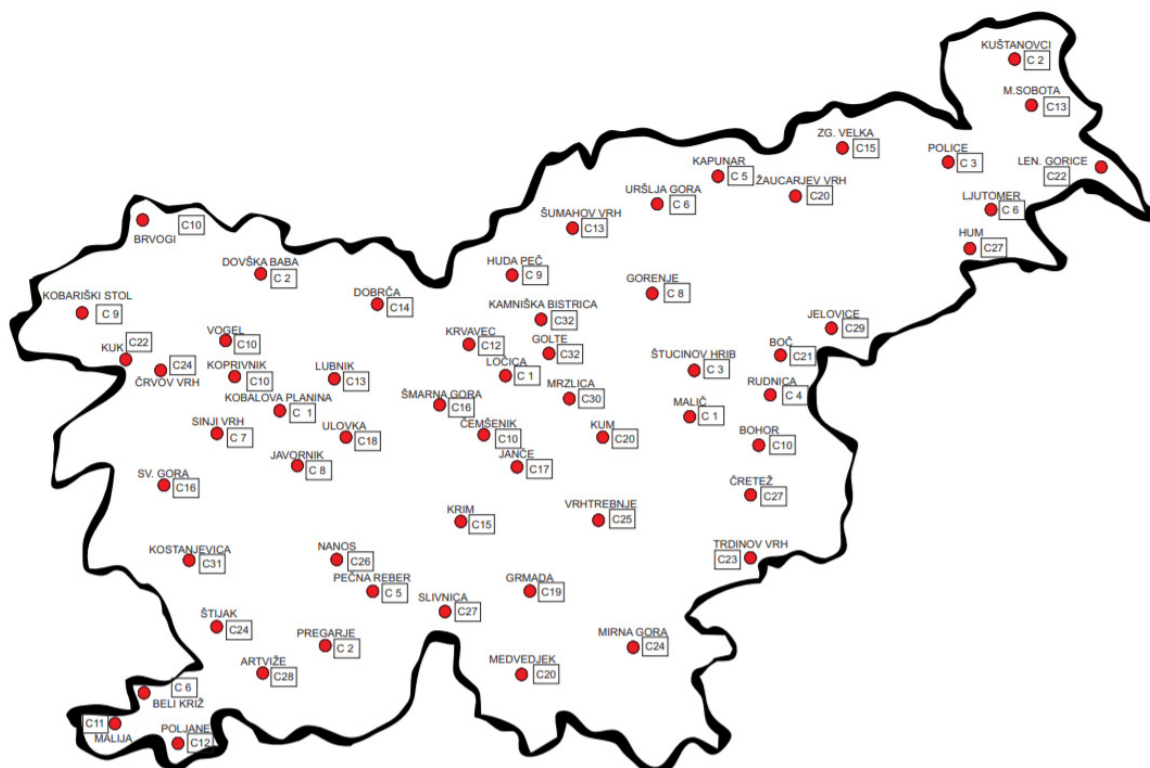 KUŠTANOVCI
C 2
M.SOBOTA
C13
ZG. VELKA
C15
POLICE
C 3
LEN. GORICE
C22
KAPUNAR
C 5
ŽAUCARJEV VRH
C20
URŠLJA GORA
C 6
LJUTOMER
C 6
ŠUMAHOV VRH
C13
HUM
C27
C10
BRVOGI
DOVŠKA BABA
C 2
HUDA PEČ
C 9
GORENJE
C 8
KOBARIŠKI STOL
C 9
DOBRČA
C14
KAMNIŠKA BISTRICA
C32
JELOVICE
C29
VOGEL
C10
KRVAVEC
C12
GOLTE
C32
C22
KUK
C24
ČRVOV VRH
BOČ
C21
ŠTUCINOV HRIB
C 3
KOPRIVNIK
C10
LUBNIK
C13
LOČICA
C 1
RUDNICA
C 4
MRZLICA
C30
KOBALOVA PLANINA
C 1
ŠMARNA GORA
C16
MALIČ
C 1
SINJI VRH
C 7
ULOVKA
C18
ČEMŠENIK
C10
KUM
C20
BOHOR
C10
JAVORNIK
C 8
JANČE
C17
SV. GORA
C16
ČRETEŽ
C27
KRIM
C15
VRHTREBNJE
C25
KOSTANJEVICA
C31
NANOS
C26
TRDINOV VRH
C23
PEČNA REBER
C 5
GRMADA
C19
SLIVNICA
C27
ŠTIJAK
C24
PREGARJE
C 2
MIRNA GORA
C24
ARTVIŽE
C28
MEDVEDJEK
C20
C 6
BELI KRIŽ
C11
MALIJA
POLJANE
C12